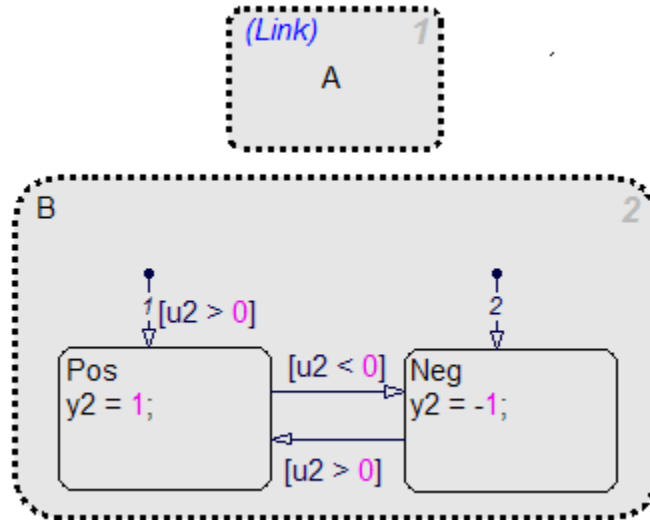 (Link) 1
A
B 2
1 [u2 > 0] 2
Pos [u2 < 0] Neg
y2 = 1; y2 = -1;
[u2 > 0]